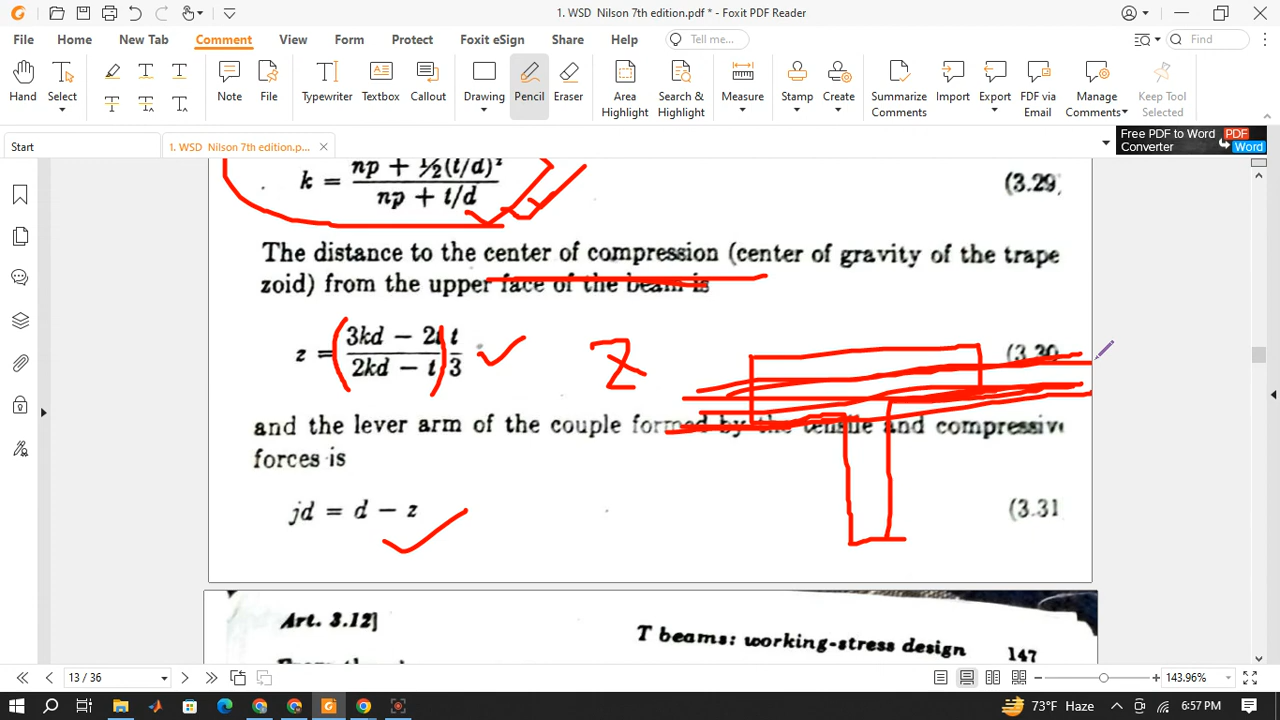 1. WSD Nilson 7th edition.pdf * - Foxit PDF Reader
File Home New Tab Comment View Form Protect Foxit eSign Share Help Tell me... Find
Hand Select Note File Typewriter Textbox Callout Drawing Pencil Eraser Area Highlight Search & Highlight Measure Stamp Create Summarize Comments Import Export FDF via Email Manage Comments Keep Tool Selected
Start 1. WSD Nilson 7th edition.p... Free PDF to Word Converter PDF Word
k = np + ½(t/d)² / np + t/d (3.29)
The distance to the center of compression (center of gravity of the trape
zoid) from the upper face of the beam is
z = (3kd − 2t / 2kd − t) t/3 Z (3.30
and the lever arm of the couple formed by the tensile and compressive
forces is
jd = d − z (3.31
Art. 3.12]
T beams: working-stress design 147
13 / 36 143.96%
73°F Haze 6:57 PM